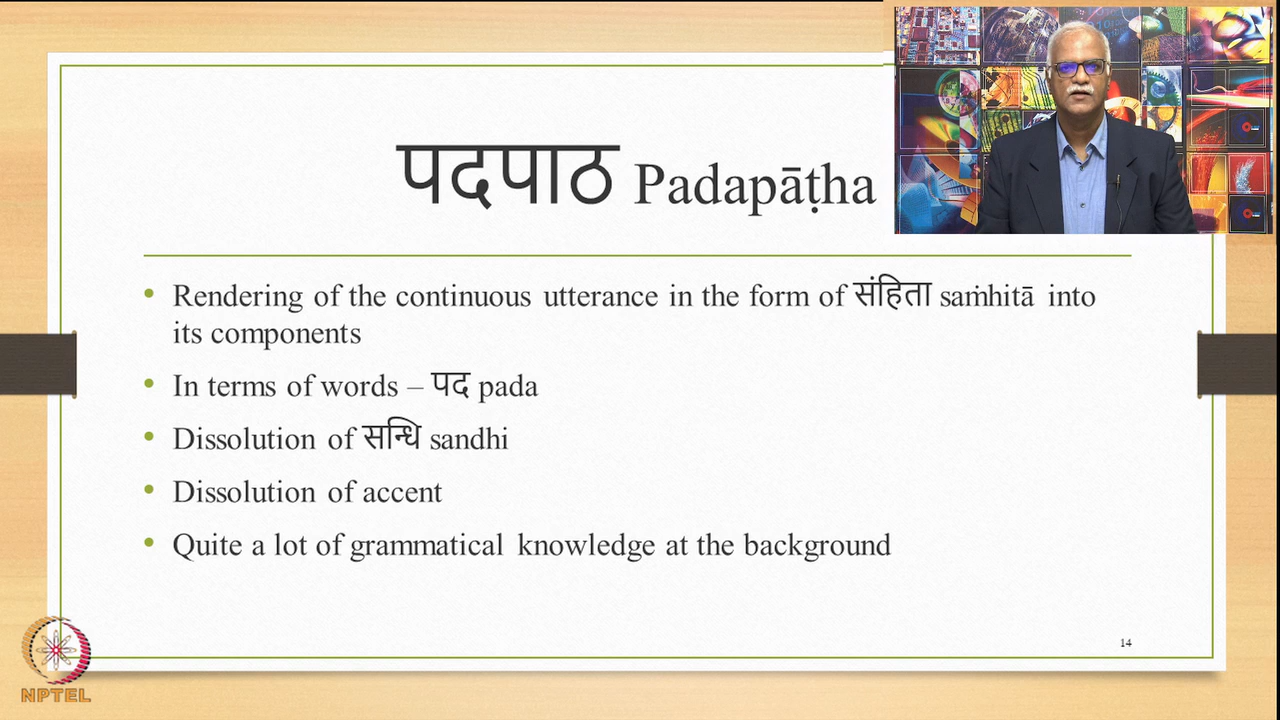 पदपाठ Padapāṭha
• Rendering of the continuous utterance in the form of संहिता saṁhitā into
its components
• In terms of words – पद pada
• Dissolution of सन्धि sandhi
• Dissolution of accent
• Quite a lot of grammatical knowledge at the background
14
NPTEL